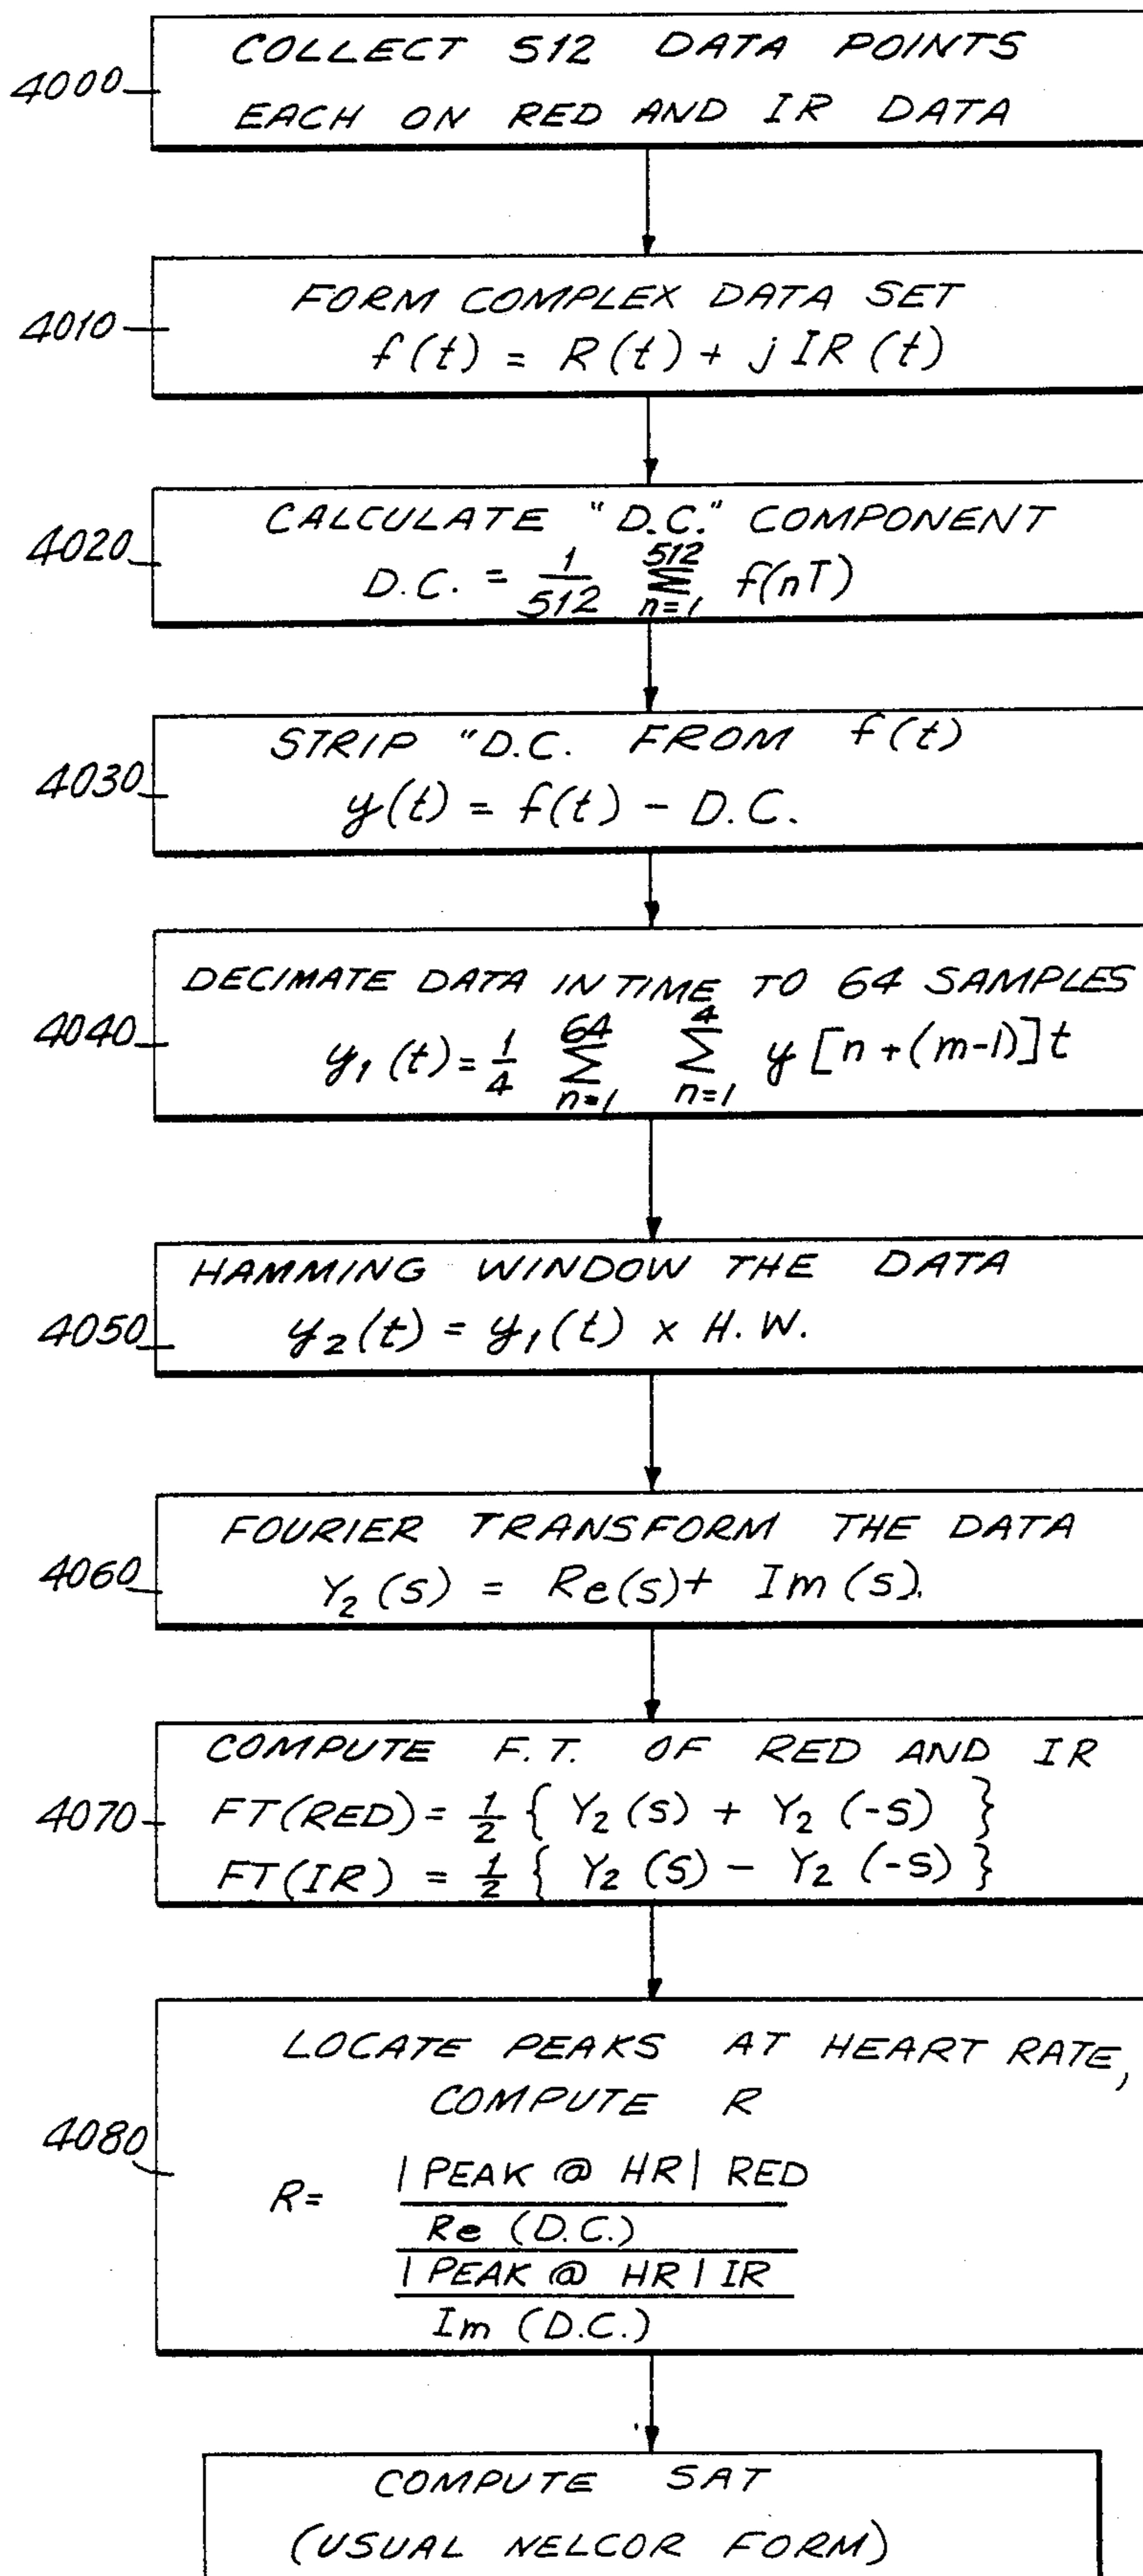 COLLECT 512 DATA POINTS
4000
EACH ON RED AND IR DATA
FORM COMPLEX DATA SET
4010
f(t) = R(t) + j IR(t)
CALCULATE "D.C." COMPONENT
4020
D.C. = 1/512 512 Σ n=1 f(nT)
STRIP "D.C. FROM f(t)
4030
y(t) = f(t) - D.C.
DECIMATE DATA IN TIME TO 64 SAMPLES
4040
y₁(t) = 1/4 64 Σ n=1 4 Σ n=1 y[n+(m-1)]t
HAMMING WINDOW THE DATA
4050
y₂(t) = y₁(t) x H.W.
FOURIER TRANSFORM THE DATA
4060
Y₂(s) = Re(s)+ Im(s).
COMPUTE F.T. OF RED AND IR
4070
FT(RED) = 1/2 { Y₂(s) + Y₂(-s) }
FT(IR) = 1/2 { Y₂(s) - Y₂(-s) }
LOCATE PEAKS AT HEART RATE,
COMPUTE R
4080
|PEAK @ HR| RED
R=
Re (D.C.)
|PEAK @ HR| IR
Im (D.C.)
COMPUTE SAT
(USUAL NELCOR FORM)